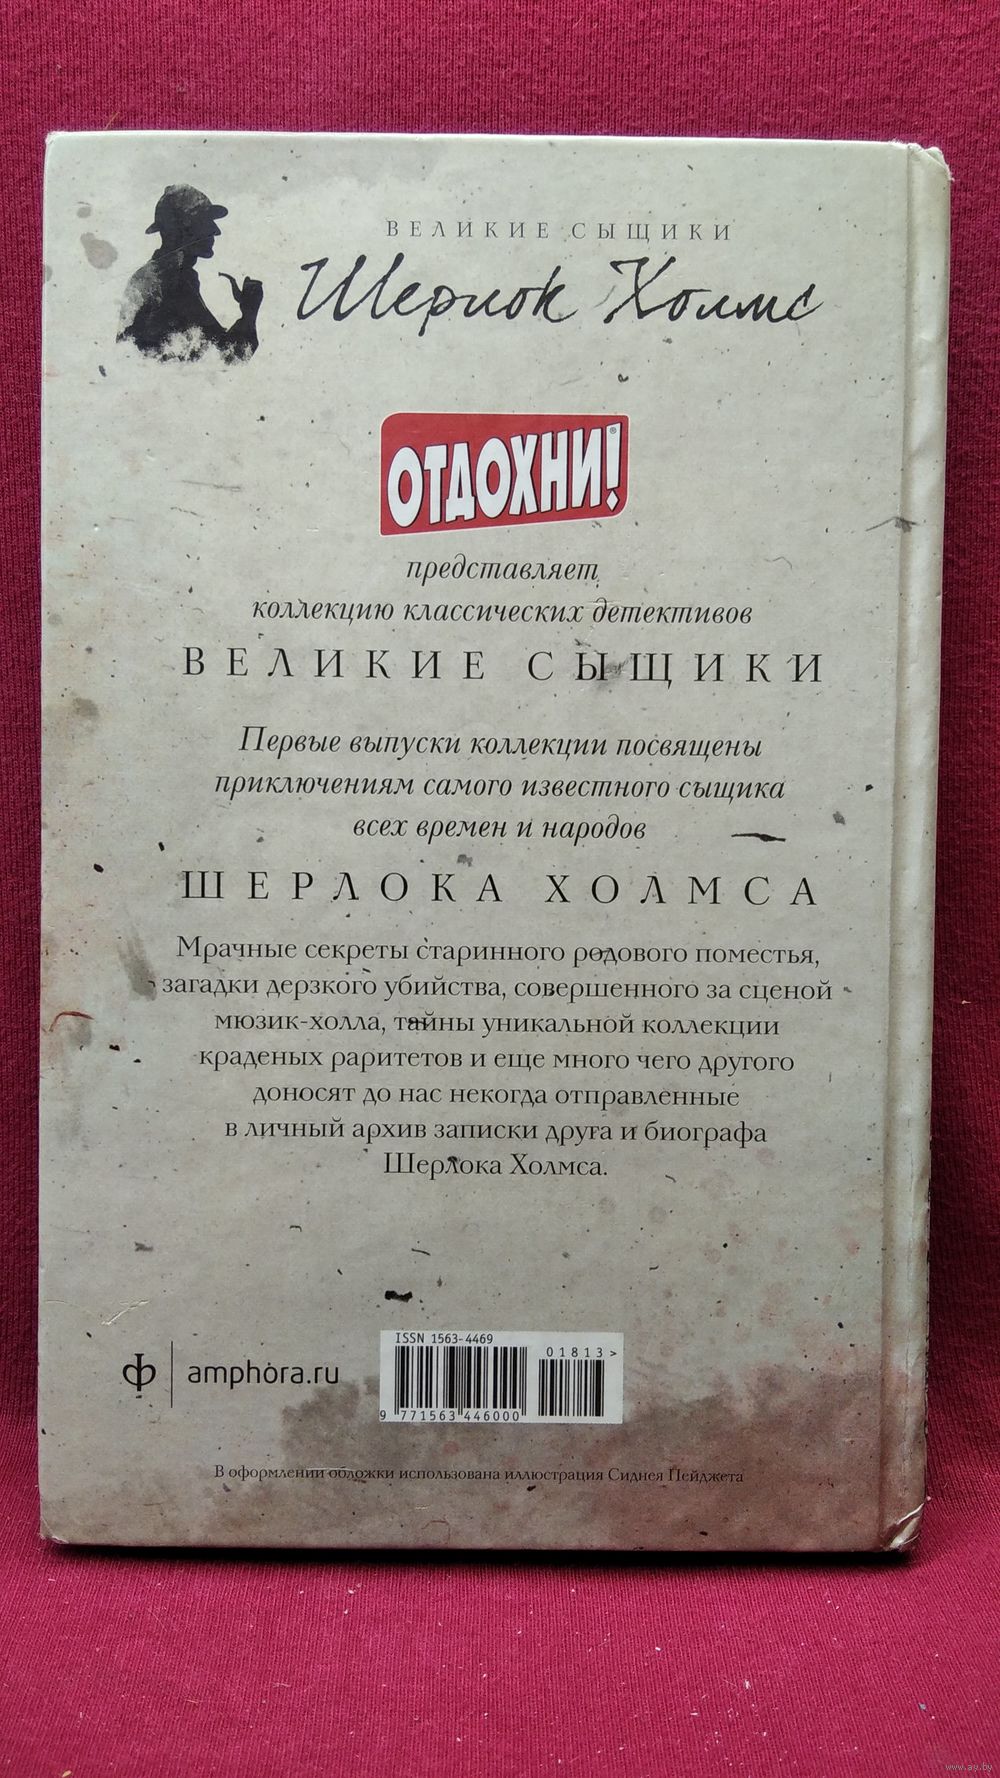 ВЕЛИКИЕ СЫЩИКИ
Шерлок Холмс
ОТДОХНИ!®
представляет
коллекцию классических детективов
ВЕЛИКИЕ СЫЩИКИ
Первые выпуски коллекции посвящены
приключениям самого известного сыщика
всех времен и народов
ШЕРЛОКА ХОЛМСА
Мрачные секреты старинного родового поместья,
загадки дерзкого убийства, совершенного за сценой
мюзик-холла, тайны уникальной коллекции
краденых раритетов и еще много чего другого
доносят до нас некогда отправленные
в личный архив записки друга и биографа
Шерлока Холмса.
ISSN 1563-4469
01813>
ф amphora.ru
9 771563 446000
В оформлении обложки использована иллюстрация Сиднея Пейджета
www.ay.by